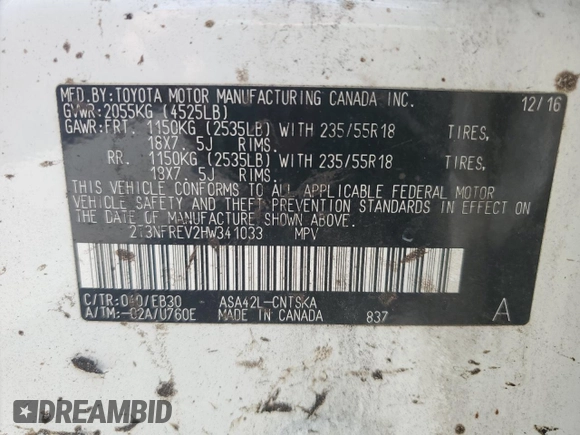 MFD.BY:TOYOTA MOTOR MANUFACTURING CANADA INC. 12/16
GVWR:2055KG (4525LB)
GAWR:FRT. 1150KG (2535LB) WITH 235/55R18 TIRES,
18X7. 5J RIMS.
RR. 1150KG (2535LB) WITH 235/55R18 TIRES,
18X7. 5J RIMS.
THIS VEHICLE CONFORMS TO ALL APPLICABLE FEDERAL MOTOR
VEHICLE SAFETY AND THEFT PREVENTION STANDARDS IN EFFECT ON
THE DATE OF MANUFACTURE SHOWN ABOVE.
2T3NFREV2HW341033 MPV
C/TR:040/EB30 ASA42L-CNTSKA
A/TM:-02A/U760E MADE IN CANADA 837 A
DREAMBID